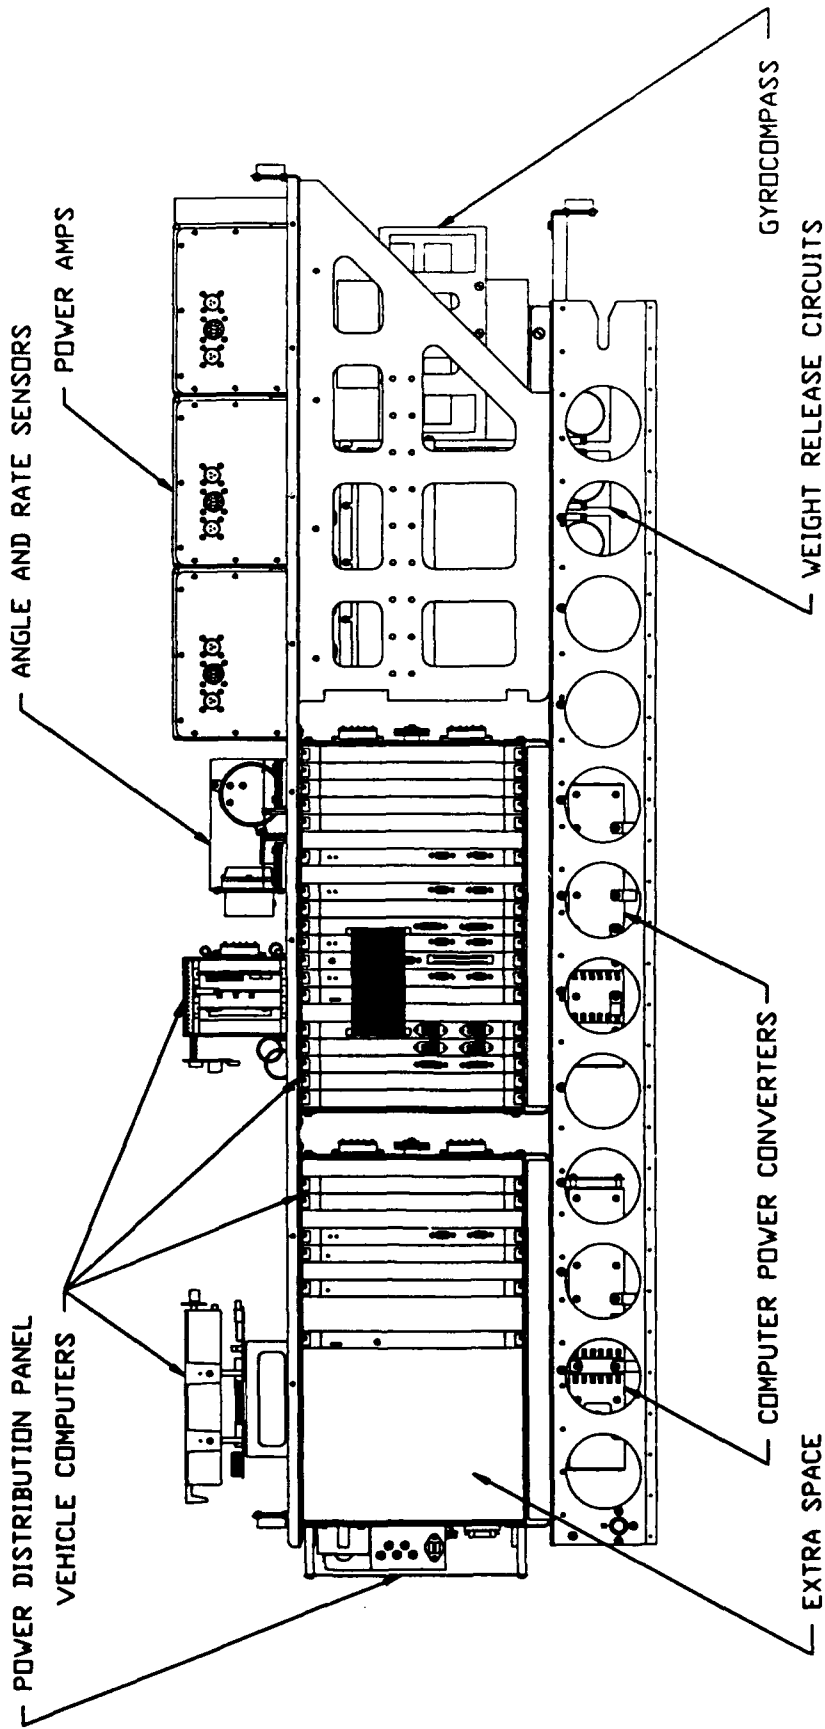 POWER DISTRIBUTION PANEL
VEHICLE COMPUTERS
ANGLE AND RATE SENSORS
POWER AMPS
EXTRA SPACE
COMPUTER POWER CONVERTERS
WEIGHT RELEASE CIRCUITS
GYROCOMPASS